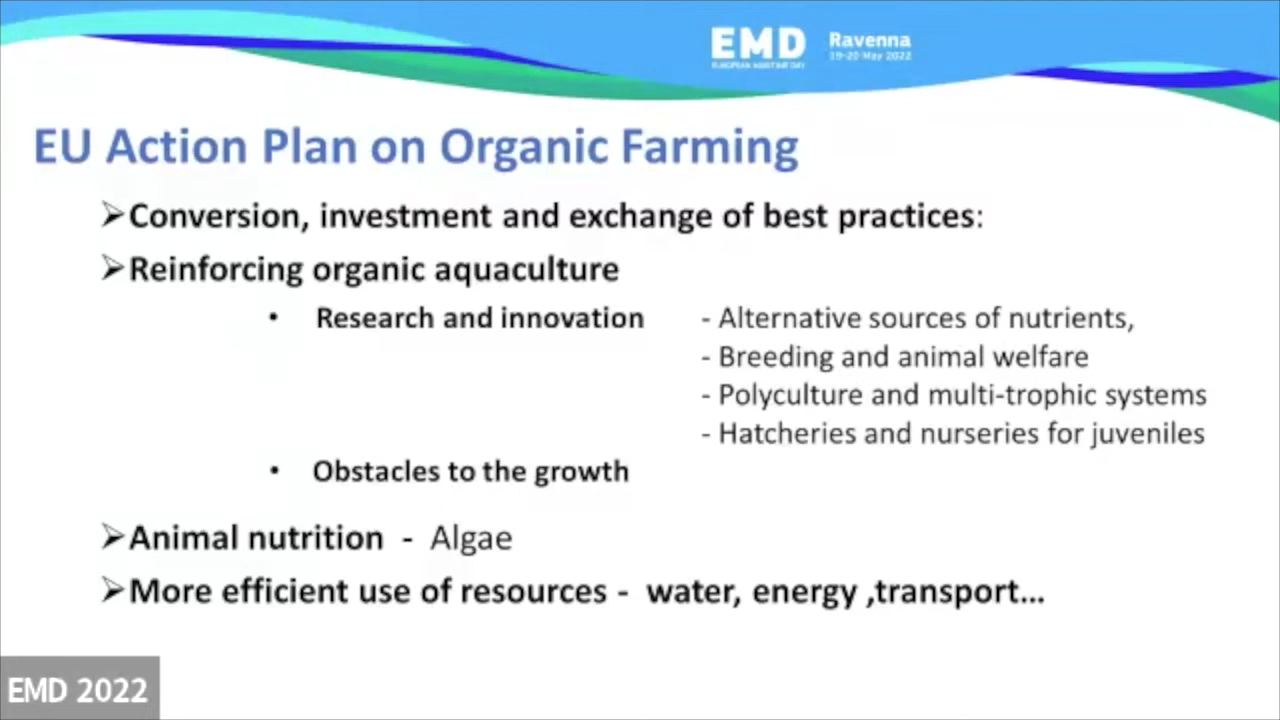 EMD
EUROPEAN MARITIME DAY
Ravenna
19-20 May 2022
EU Action Plan on Organic Farming
➢Conversion, investment and exchange of best practices:
➢Reinforcing organic aquaculture
• Research and innovation - Alternative sources of nutrients,
- Breeding and animal welfare
- Polyculture and multi-trophic systems
- Hatcheries and nurseries for juveniles
• Obstacles to the growth
➢Animal nutrition - Algae
➢More efficient use of resources - water, energy ,transport...
EMD 2022